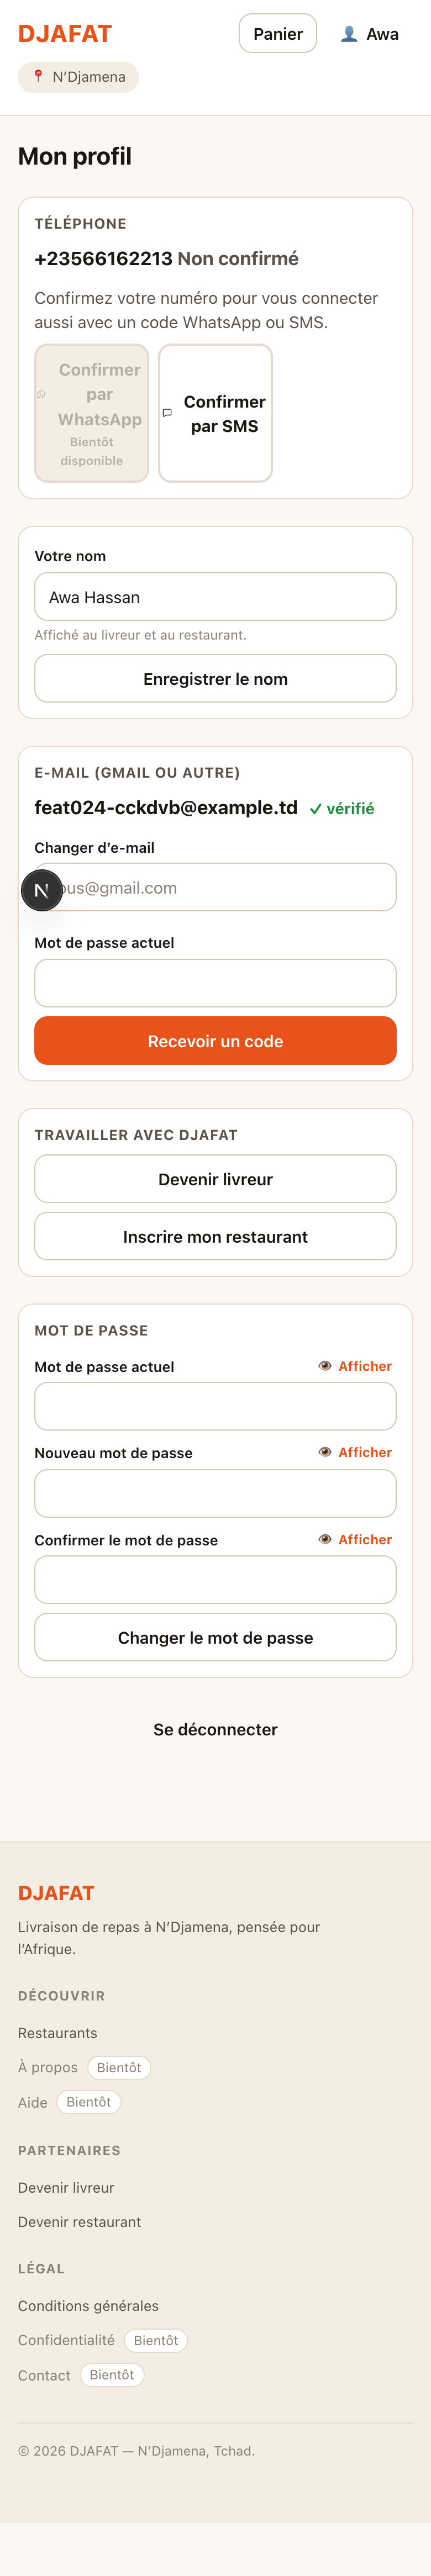 DJAFAT
Panier
Awa
N'Djamena
Mon profil
TÉLÉPHONE
+23566162213 Non confirmé
Confirmez votre numéro pour vous connecter
aussi avec un code WhatsApp ou SMS.
Confirmer
par
WhatsApp
Bientôt
disponible
Confirmer
par SMS
Votre nom
Awa Hassan
Affiché au livreur et au restaurant.
Enregistrer le nom
E-MAIL (GMAIL OU AUTRE)
feat024-cckdvb@example.td ✓ vérifié
Changer d'e-mail
N
ous@gmail.com
Mot de passe actuel
Recevoir un code
TRAVAILLER AVEC DJAFAT
Devenir livreur
Inscrire mon restaurant
MOT DE PASSE
Mot de passe actuel
Afficher
Nouveau mot de passe
Afficher
Confirmer le mot de passe
Afficher
Changer le mot de passe
Se déconnecter
DJAFAT
Livraison de repas à N'Djamena, pensée pour
l'Afrique.
DÉCOUVRIR
Restaurants
À propos Bientôt
Aide Bientôt
PARTENAIRES
Devenir livreur
Devenir restaurant
LÉGAL
Conditions générales
Confidentialité Bientôt
Contact Bientôt
© 2026 DJAFAT — N'Djamena, Tchad.